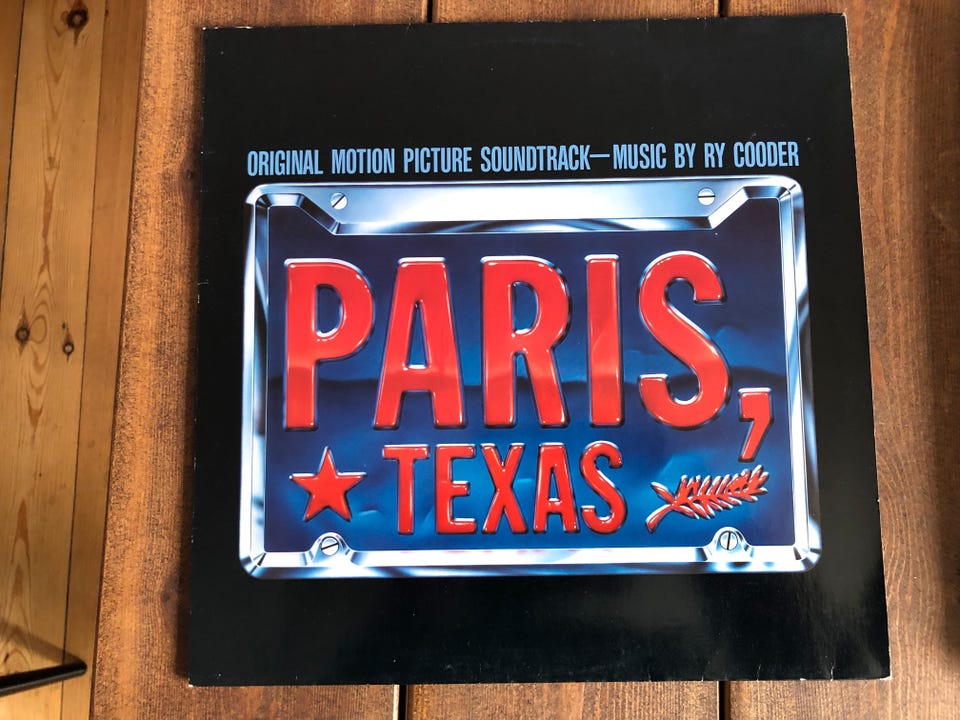 ORIGINAL MOTION PICTURE SOUNDTRACK—MUSIC BY RY COODER
PARIS,
TEXAS